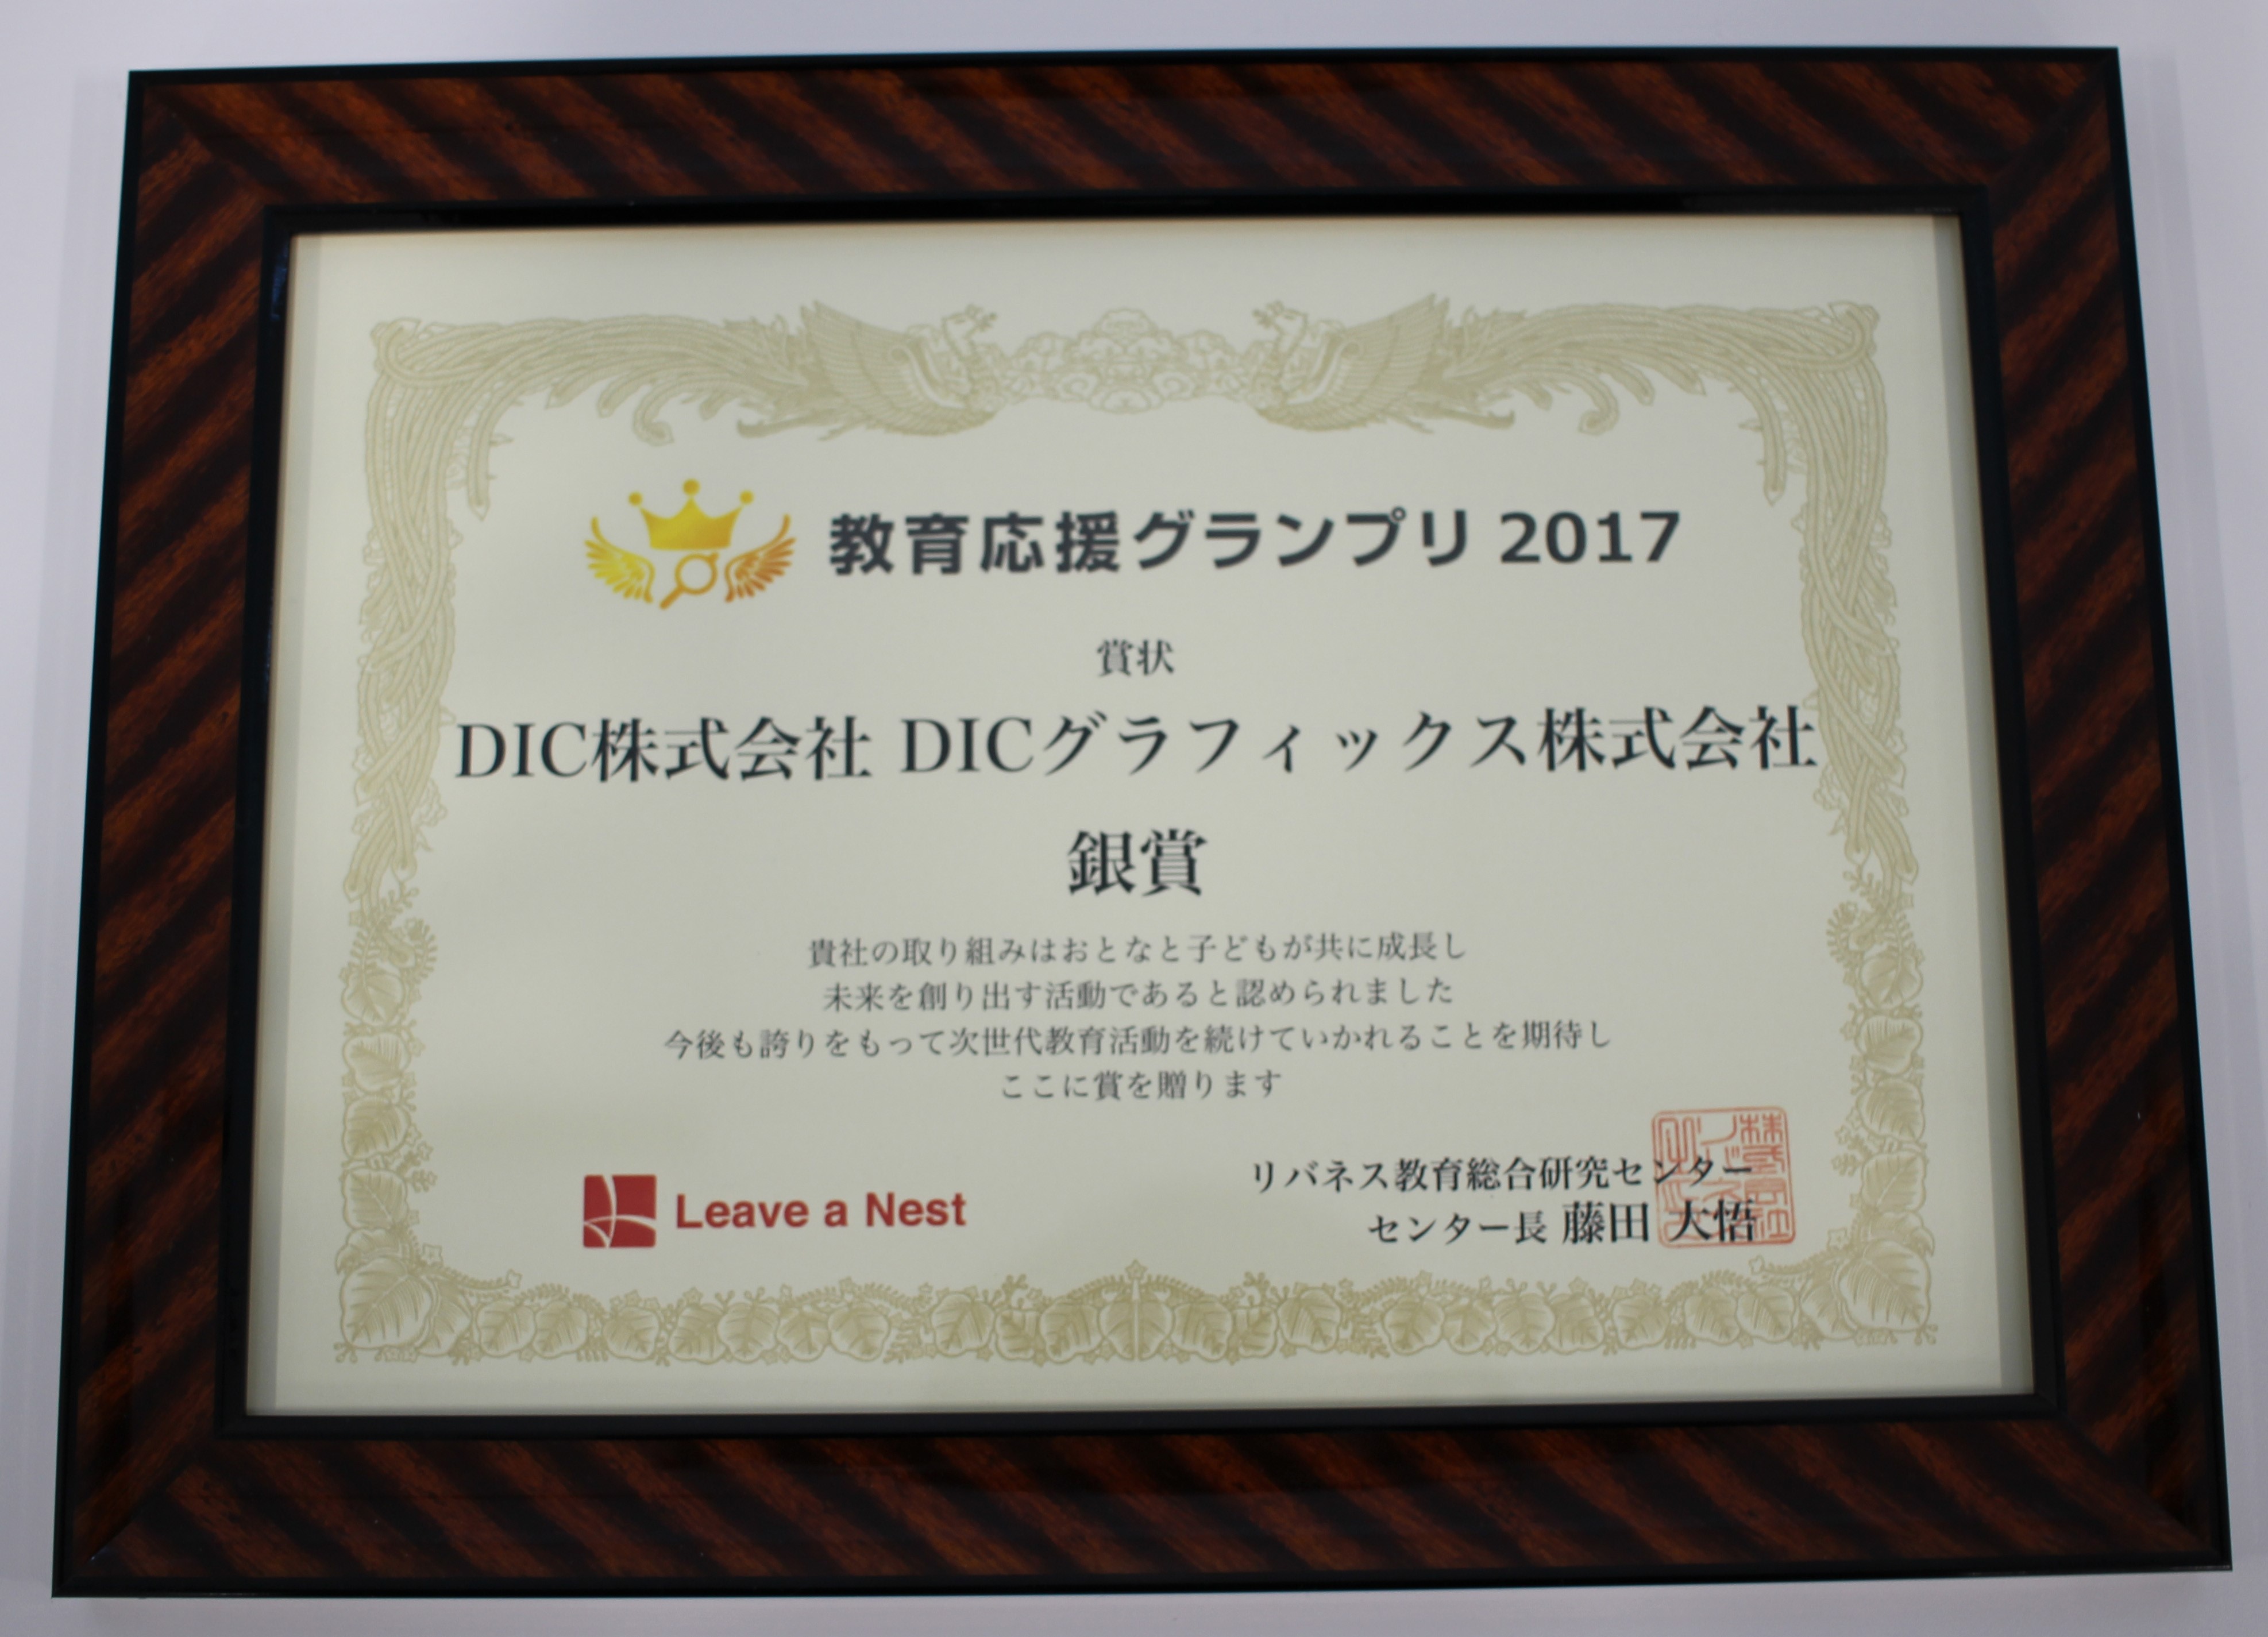 教育応援グランプリ 2017
賞状
DIC株式会社 DICグラフィックス株式会社
銀賞
貴社の取り組みはおとなと子どもが共に成長し
未来を創り出す活動であると認められました
今後も誇りをもって次世代教育活動を続けていかれることを期待し
ここに賞を贈ります
Leave a Nest
リバネス教育総合研究センター
センター長 藤田 大悟